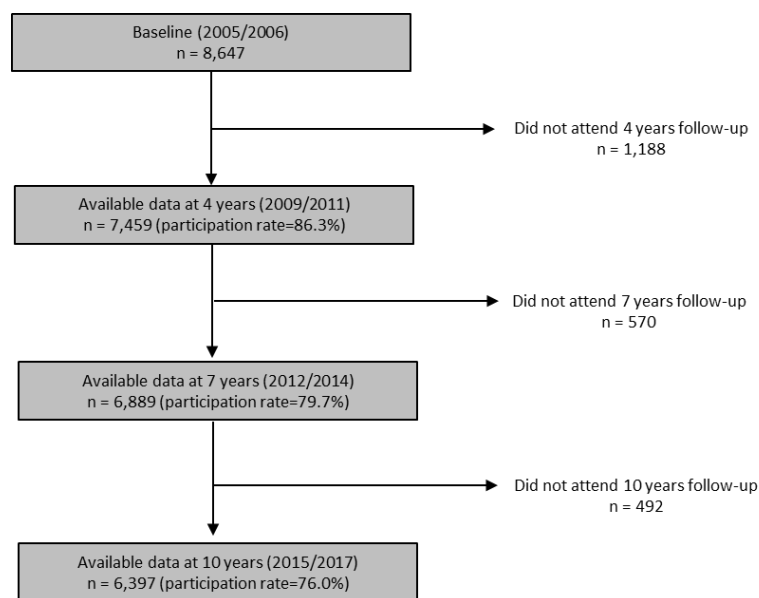 Baseline (2005/2006)
n = 8,647
Did not attend 4 years follow-up
n = 1,188
Available data at 4 years (2009/2011)
n = 7,459 (participation rate=86.3%)
Did not attend 7 years follow-up
n = 570
Available data at 7 years (2012/2014)
n = 6,889 (participation rate=79.7%)
Did not attend 10 years follow-up
n = 492
Available data at 10 years (2015/2017)
n = 6,397 (participation rate=76.0%)